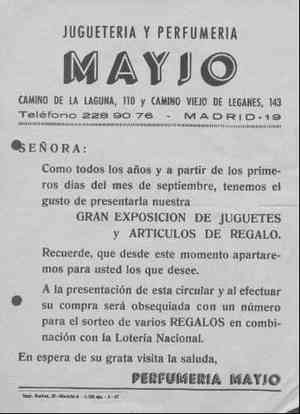 JUGUETERIA Y PERFUMERIA
MAYJO
CAMINO DE LA LAGUNA, 110 y CAMINO VIEJO DE LEGANES, 143
Teléfono 228 90 76 - MADRID-19
SEÑORA:
Como todos los años y a partir de los prime-
ros días del mes de septiembre, tenemos el
gusto de presentarla nuestra
GRAN EXPOSICION DE JUGUETES
y ARTICULOS DE REGALO.
Recuerde, que desde este momento apartare-
mos para usted los que desee.
A la presentación de esta circular y al efectuar
su compra será obsequiada con un número
para el sorteo de varios REGALOS en combi-
nación con la Lotería Nacional.
En espera de su grata visita la saluda,
PERFUMERIA MAYJO